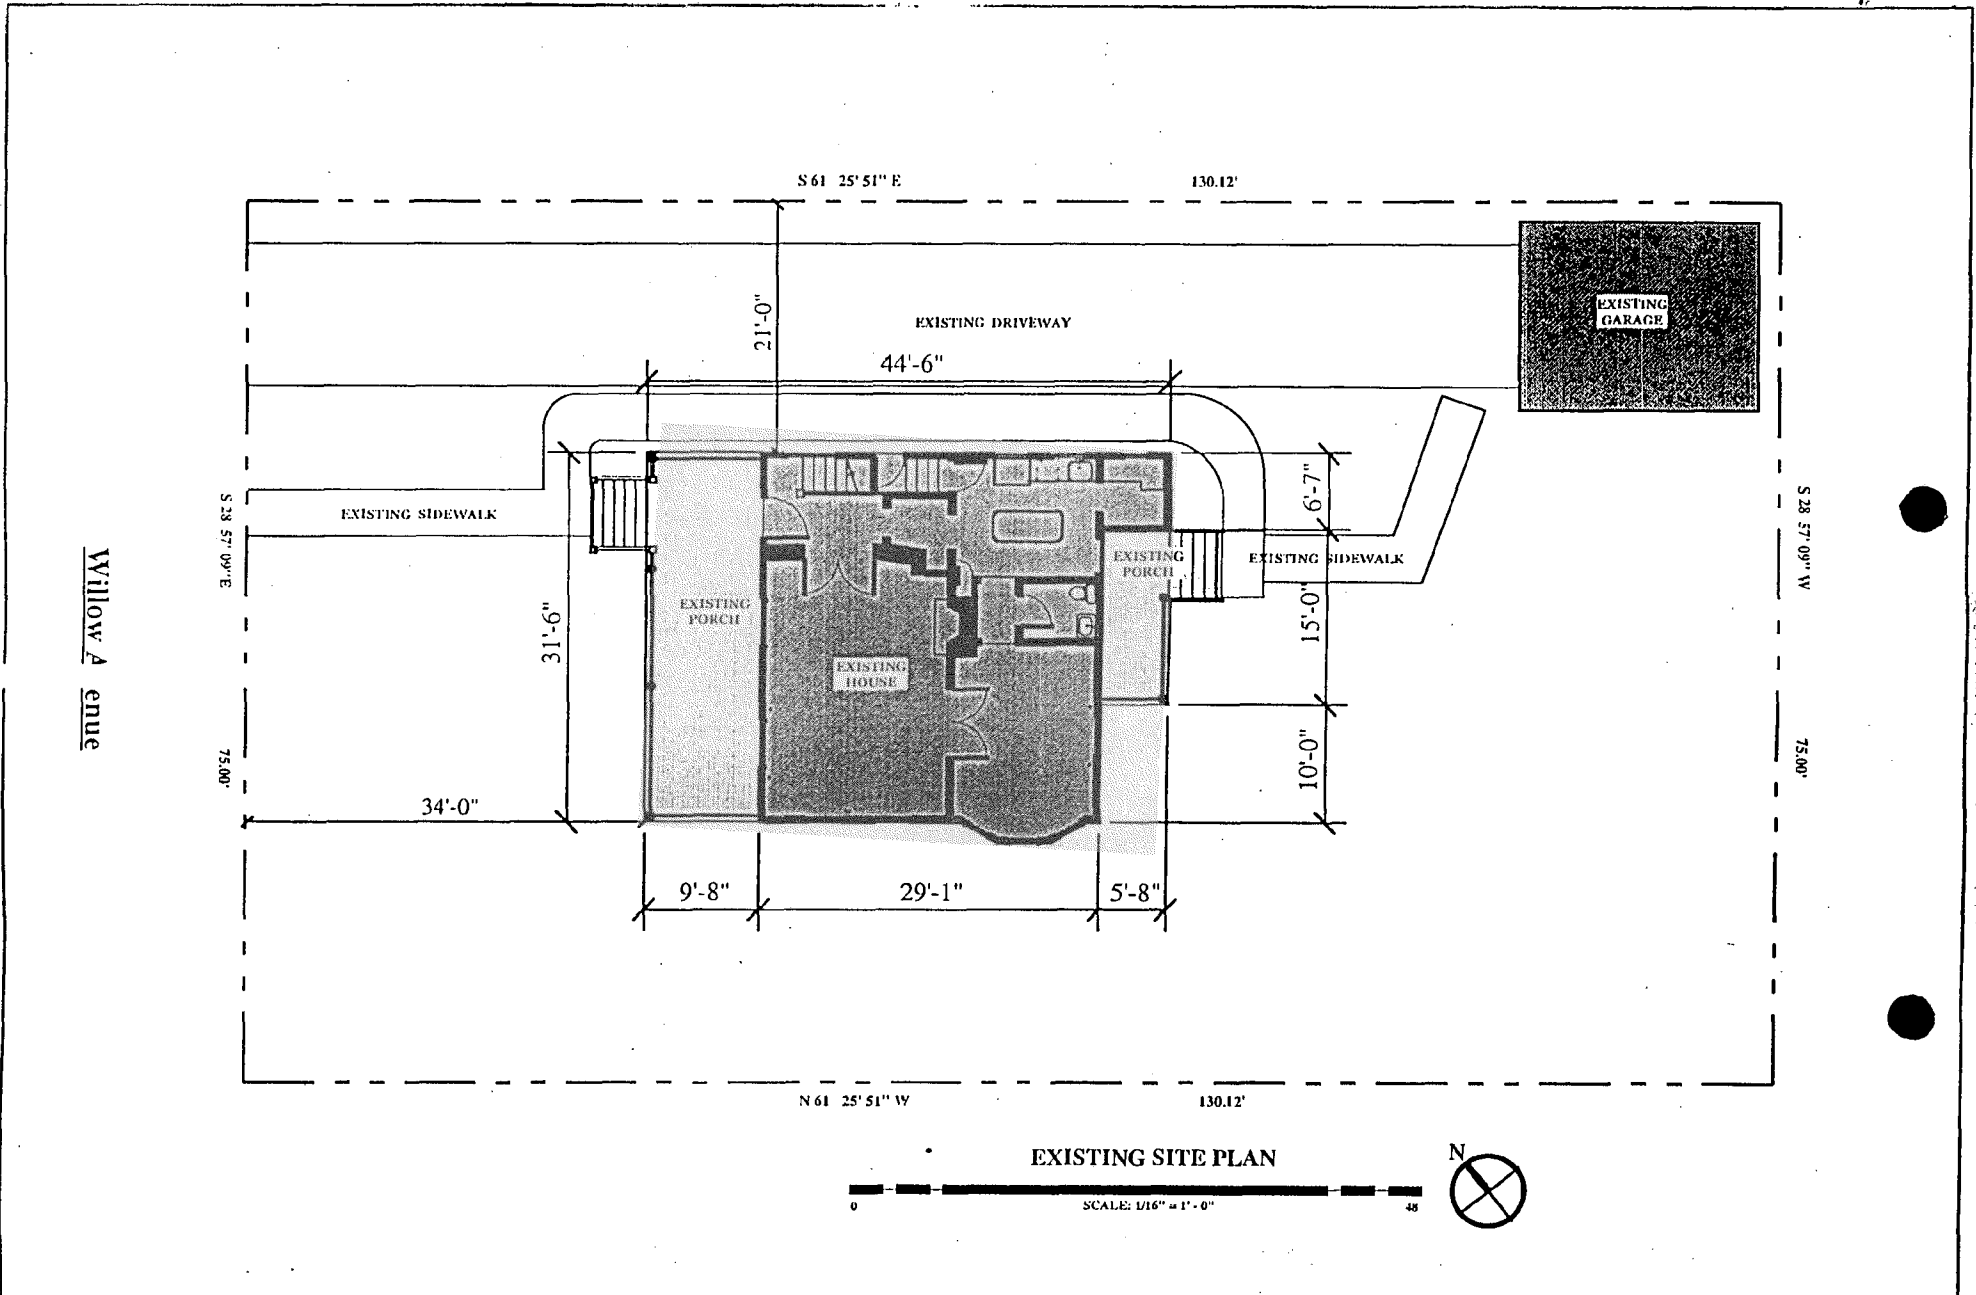 S 61 25' 51" E
130.12'
EXISTING
GARAGE
21'-0"
EXISTING DRIVEWAY
44'-6"
6'-7"
EXISTING SIDEWALK
S 28 57' 09" E
S 28 57' 09" W
Willow A enue
EXISTING
PORCH
EXISTING SIDEWALK
31'-6"
EXISTING
PORCH
15'-0"
EXISTING
HOUSE
75.00'
75.00'
10'-0"
34'-0"
9'-8"
29'-1"
5'-8"
N 61 25' 51" W
130.12'
EXISTING SITE PLAN
N
0
48
SCALE: 1/16" = 1' - 0"